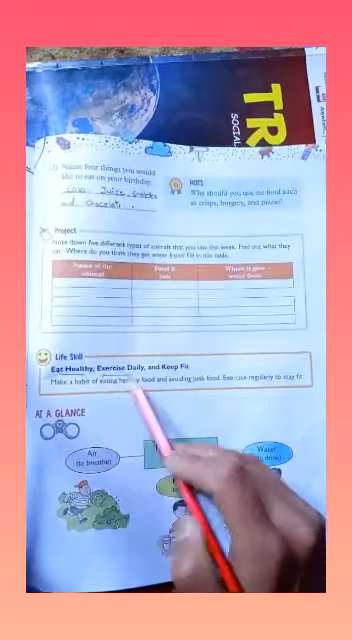 TR
SOCIAL
2) Name four things you would
like to eat on your birthday.
Cake, Juice, snacks
and chocolati.
HOTS
Why should you not eat food such
as crisps, burgers, and pizzas?
Project
Note down five different types of animals that you saw this week. Find out what they
eat. Where do you think they get water from? Fill in this table.
Name of the animal
Food it eats
Where it gets water from
Life Skill
Eat Healthy, Exercise Daily, and Keep Fit
Make a habit of eating food and avoiding junk food. Exercise regularly to stay fit.
AT A GLANCE
Air
(to breathe)
Water
(to drink)